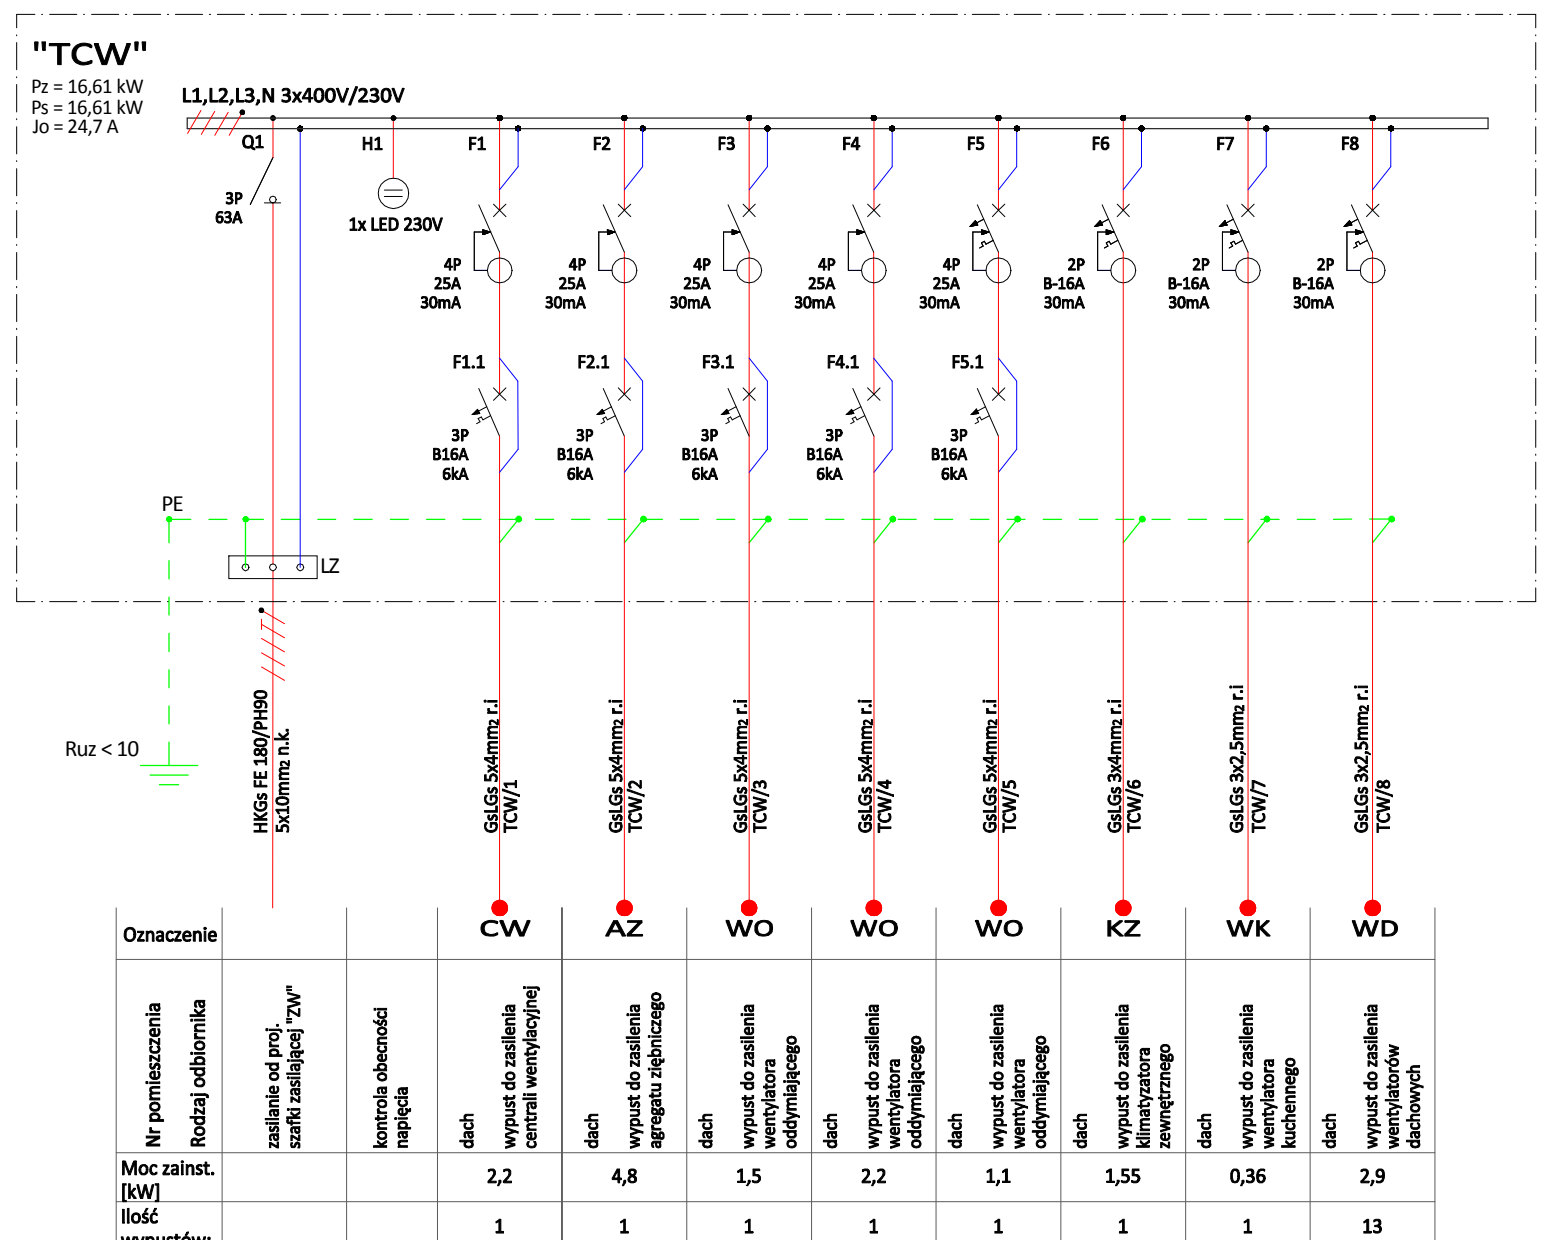 "TCW"
Pz = 16,61 kW
Ps = 16,61 kW
Jo = 24,7 A
L1,L2,L3,N 3x400V/230V
Q1
H1
F1
F2
F3
F4
F5
F6
F7
F8
3P
63A
1x LED 230V
4P
25A
30mA
4P
25A
30mA
4P
25A
30mA
4P
25A
30mA
4P
25A
30mA
2P
B-16A
30mA
2P
B-16A
30mA
2P
B-16A
30mA
F1.1
F2.1
F3.1
F4.1
F5.1
3P
B16A
6kA
3P
B16A
6kA
3P
B16A
6kA
3P
B16A
6kA
3P
B16A
6kA
PE
LZ
Ruz < 10
HKGs FE 180/PH90
5x10mm2 n.k.
GsLGs 5x4mm2 r.i
TCW/1
GsLGs 5x4mm2 r.i
TCW/2
GsLGs 5x4mm2 r.i
TCW/3
GsLGs 5x4mm2 r.i
TCW/4
GsLGs 5x4mm2 r.i
TCW/5
GsLGs 3x4mm2 r.i
TCW/6
GsLGs 3x2,5mm2 r.i
TCW/7
GsLGs 3x2,5mm2 r.i
TCW/8
Oznaczenie
CW
AZ
WO
WO
WO
KZ
WK
WD
Nr pomieszczenia
Rodzaj odbiornika
zasilanie od proj.
szafki zasilającej "ZW"
kontrola obecności
napięcia
dach
wypust do zasilenia
centrali wentylacyjnej
dach
wypust do zasilenia
agregatu ziębniczego
dach
wypust do zasilenia
wentylatora
oddymiającego
dach
wypust do zasilenia
wentylatora
oddymiającego
dach
wypust do zasilenia
wentylatora
oddymiającego
dach
wypust do zasilenia
klimatyzatora
zewnętrznego
dach
wypust do zasilenia
wentylatora
kuchennego
dach
wypust do zasilenia
wentylatorów
dachowych
Moc zainst.
[kW]
2,2
4,8
1,5
2,2
1,1
1,55
0,36
2,9
Ilość
wypustów:
1
1
1
1
1
1
1
13